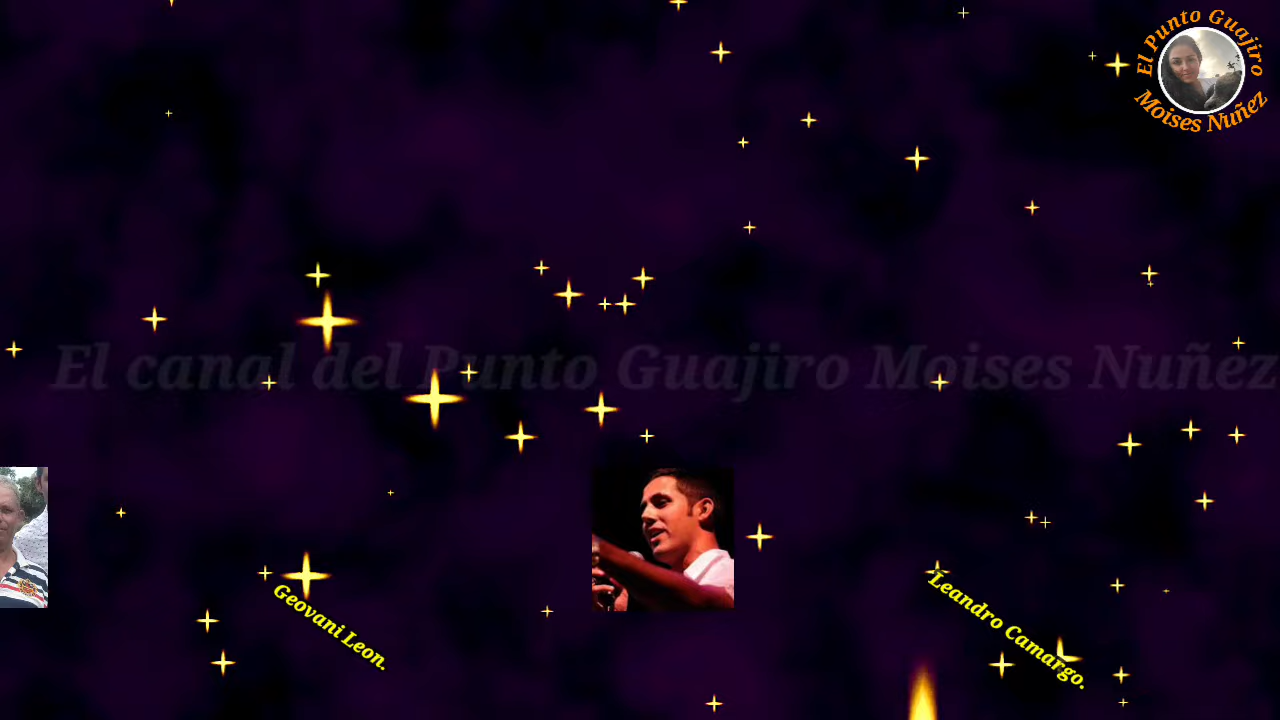 El Punto Guajiro
Moises Nuñez
El canal del Punto Guajiro Moises Nuñez
Geovani Leon.
Leandro Camargo.